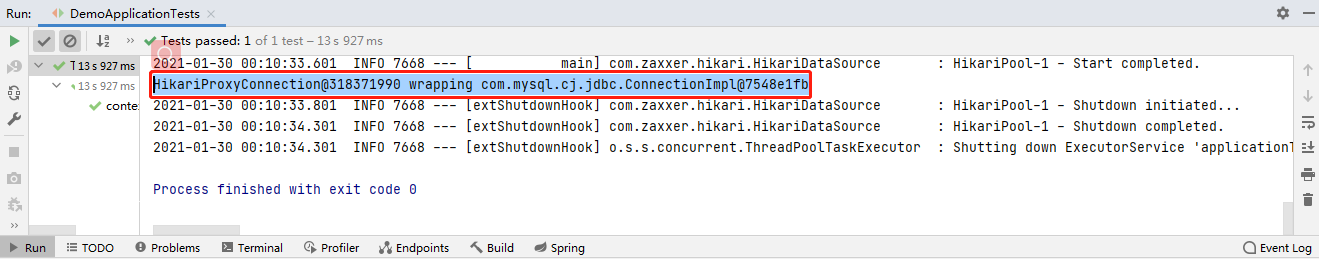 Run: DemoApplicationTests
Tests passed: 1 of 1 test – 13 s 927 ms
T 13 s 927 ms
13 s 927 ms
conte
2021-01-30 00:10:33.601 INFO 7668 --- [ main] com.zaxxer.hikari.HikariDataSource : HikariPool-1 - Start completed.
HikariProxyConnection@318371990 wrapping com.mysql.cj.jdbc.ConnectionImpl@7548e1fb
2021-01-30 00:10:33.801 INFO 7668 --- [extShutdownHook] com.zaxxer.hikari.HikariDataSource : HikariPool-1 - Shutdown initiated...
2021-01-30 00:10:34.301 INFO 7668 --- [extShutdownHook] com.zaxxer.hikari.HikariDataSource : HikariPool-1 - Shutdown completed.
2021-01-30 00:10:34.301 INFO 7668 --- [extShutdownHook] o.s.s.concurrent.ThreadPoolTaskExecutor : Shutting down ExecutorService 'applicationT
Process finished with exit code 0
Run TODO Problems Terminal Profiler Endpoints Build Spring Event Log